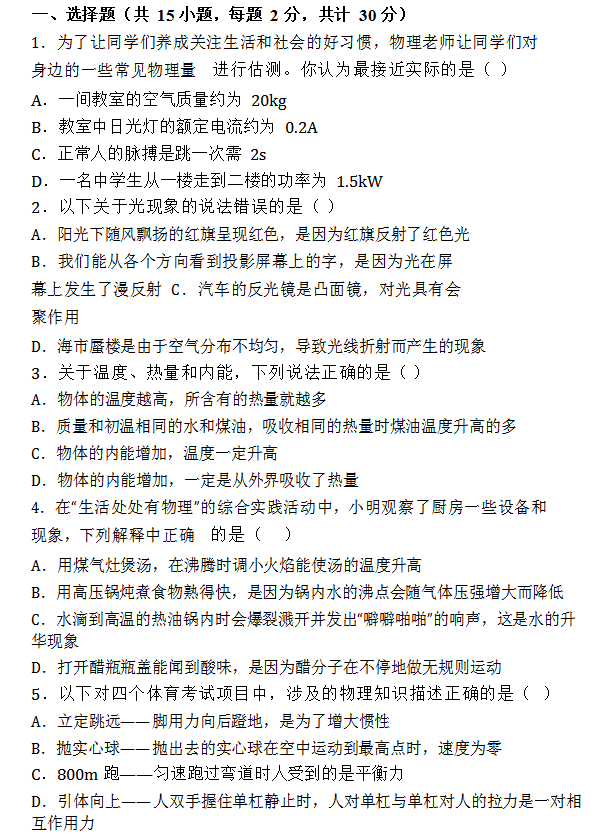 一、选择题（共 15 小题，每题 2 分，共计 30 分）
1．为了让同学们养成关注生活和社会的好习惯，物理老师让同学们对
身边的一些常见物理量 进行估测。你认为最接近实际的是（ ）
A．一间教室的空气质量约为 20kg
B．教室中日光灯的额定电流约为 0.2A
C．正常人的脉搏是跳一次需 2s
D．一名中学生从一楼走到二楼的功率为 1.5kW
2．以下关于光现象的说法错误的是（ ）
A．阳光下随风飘扬的红旗呈现红色，是因为红旗反射了红色光
B．我们能从各个方向看到投影屏幕上的字，是因为光在屏
幕上发生了漫反射 C．汽车的反光镜是凸面镜，对光具有会
聚作用
D．海市蜃楼是由于空气分布不均匀，导致光线折射而产生的现象
3．关于温度、热量和内能，下列说法正确的是（ ）
A．物体的温度越高，所含有的热量就越多
B．质量和初温相同的水和煤油，吸收相同的热量时煤油温度升高的多
C．物体的内能增加，温度一定升高
D．物体的内能增加，一定是从外界吸收了热量
4．在“生活处处有物理”的综合实践活动中，小明观察了厨房一些设备和
现象，下列解释中正确 的是（ ）
A．用煤气灶煲汤，在沸腾时调小火焰能使汤的温度升高
B．用高压锅炖煮食物熟得快，是因为锅内水的沸点会随气体压强增大而降低
C．水滴到高温的热油锅内时会爆裂溅开并发出“噼噼啪啪”的响声，这是水的升
华现象
D．打开醋瓶瓶盖能闻到酸味，是因为醋分子在不停地做无规则运动
5．以下对四个体育考试项目中，涉及的物理知识描述正确的是（ ）
A．立定跳远——脚用力向后蹬地，是为了增大惯性
B．抛实心球——抛出去的实心球在空中运动到最高点时，速度为零
C．800m 跑——匀速跑过弯道时人受到的是平衡力
D．引体向上——人双手握住单杠静止时，人对单杠与单杠对人的拉力是一对相
互作用力